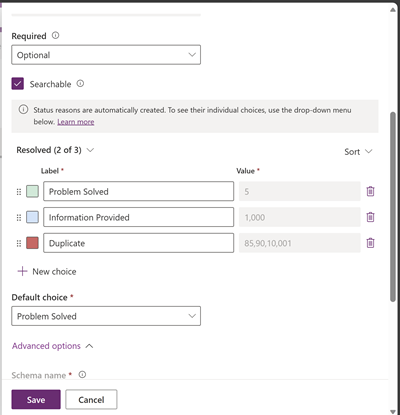 Required
Optional
Searchable
Status reasons are automatically created. To see their individual choices, use the drop-down menu
below. Learn more
Resolved (2 of 3)
Sort
Label * Value *
Problem Solved 5
Information Provided 1,000
Duplicate 85,90,10,001
New choice
Default choice *
Problem Solved
Advanced options
Schema name *
Save Cancel